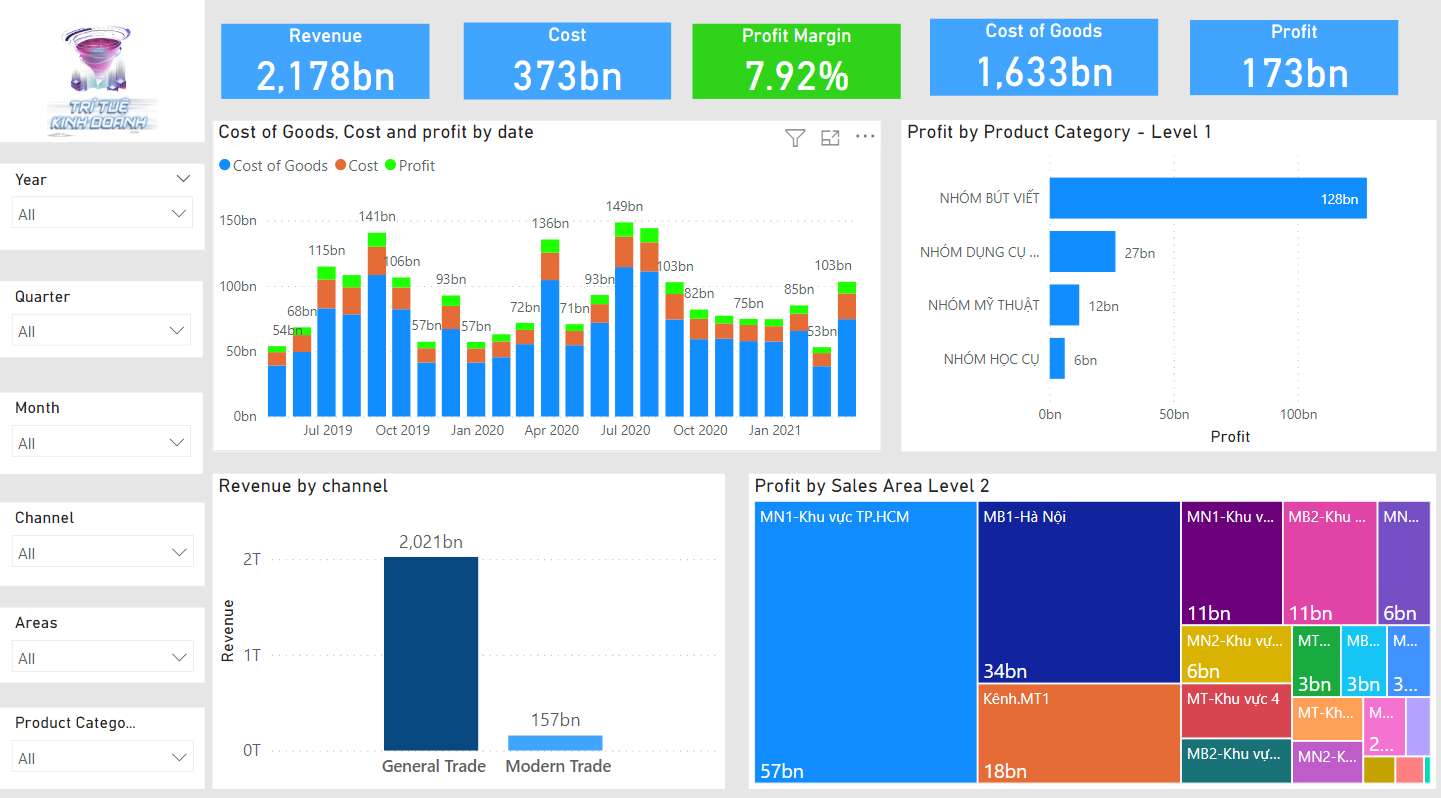 TRÍ TUỆ
KINH DOANH
Revenue
2,178bn
Cost
373bn
Profit Margin
7.92%
Cost of Goods
1,633bn
Profit
173bn
Year
All
Quarter
All
Month
All
Channel
All
Areas
All
Product Catego...
All
Cost of Goods, Cost and profit by date
Cost of Goods Cost Profit
150bn
100bn
50bn
0bn
54bn
68bn
115bn
141bn
106bn
57bn
93bn
57bn
72bn
136bn
71bn
93bn
149bn
103bn
82bn
75bn
85bn
53bn
103bn
Jul 2019 Oct 2019 Jan 2020 Apr 2020 Jul 2020 Oct 2020 Jan 2021
Profit by Product Category - Level 1
NHÓM BÚT VIẾT 128bn
NHÓM DỤNG CỤ ... 27bn
NHÓM MỸ THUẬT 12bn
NHÓM HỌC CỤ 6bn
0bn 50bn 100bn
Profit
Revenue by channel
Revenue
2T
1T
0T
2,021bn
157bn
General Trade Modern Trade
Profit by Sales Area Level 2
MN1-Khu vực TP.HCM
57bn
MB1-Hà Nội
34bn
Kênh.MT1
18bn
MN1-Khu v...
11bn
MB2-Khu ...
11bn
MN...
6bn
MN2-Khu vự...
6bn
MT...
3bn
MB...
3bn
M...
3...
MT-Khu vực 4
MB2-Khu vự...
MT-Kh...
MN2-K...
M...
2...